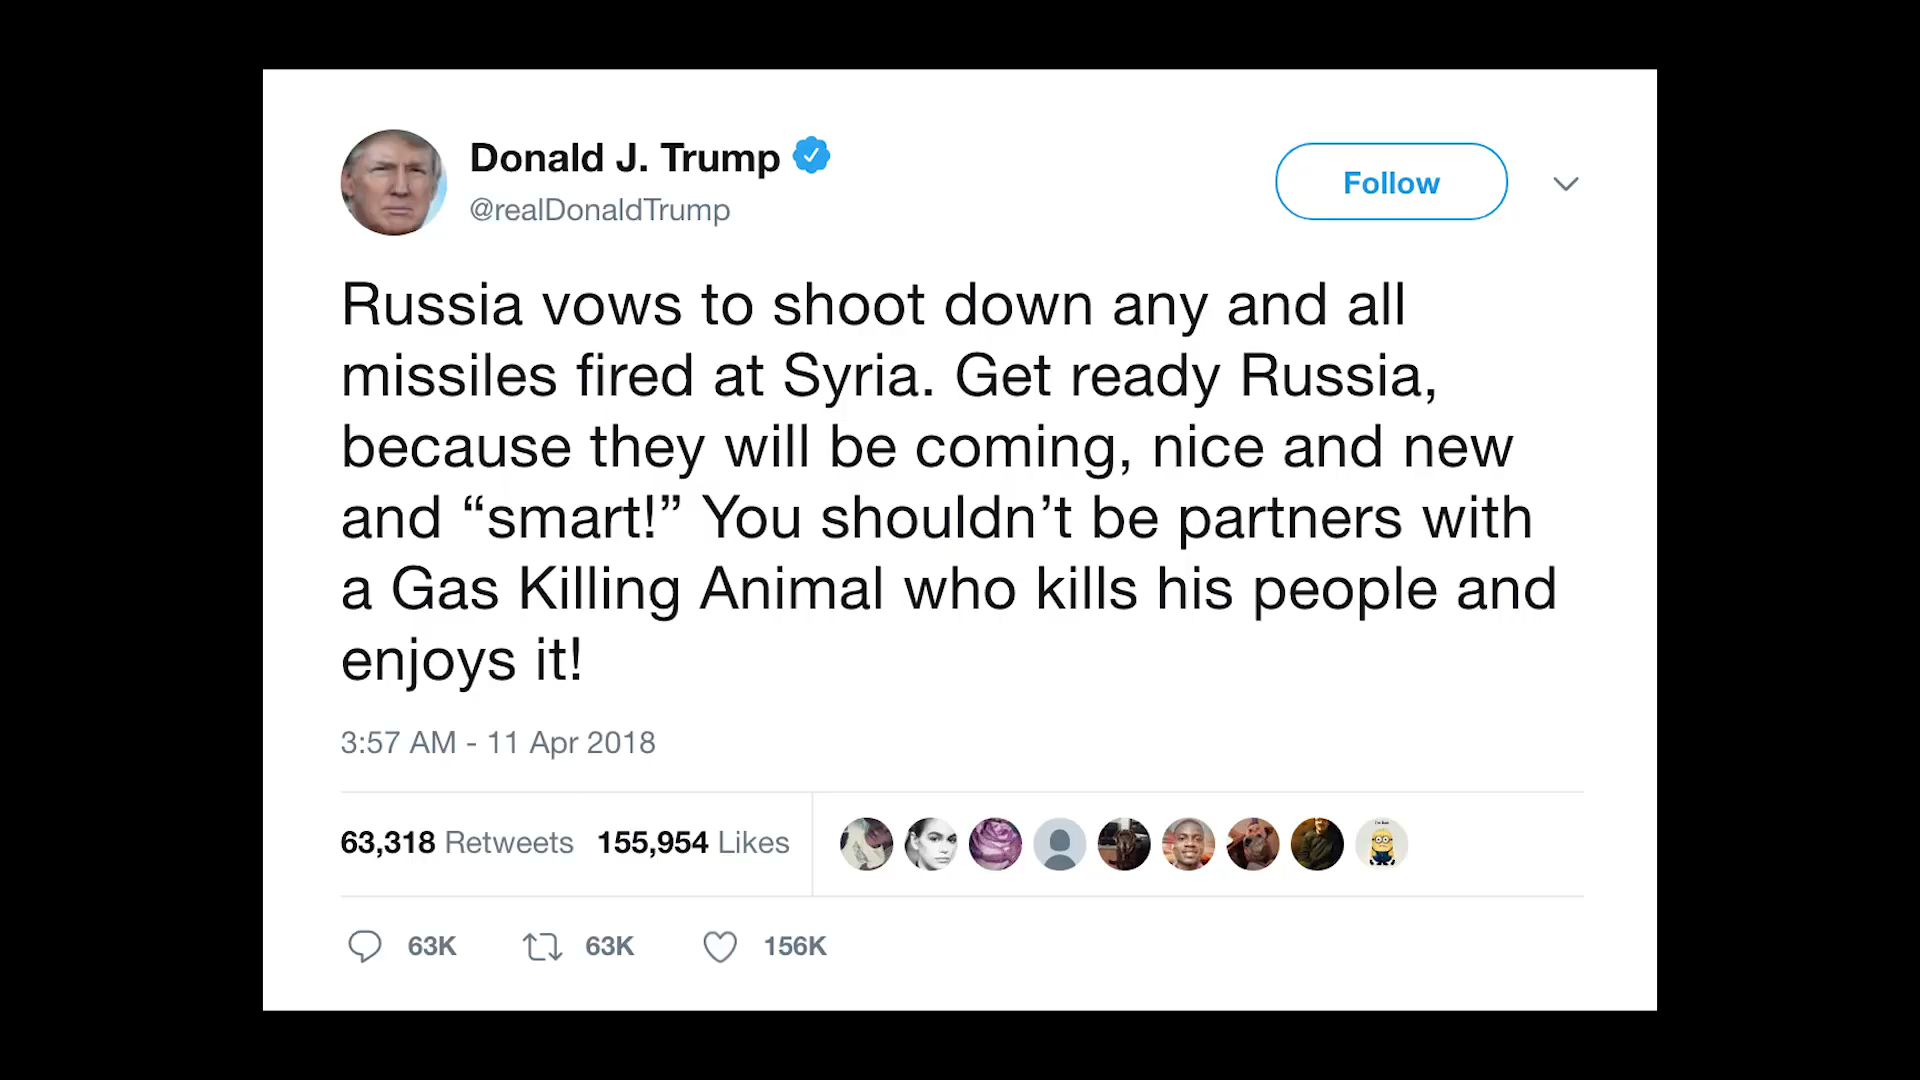 Donald J. Trump
@realDonaldTrump
Follow
Russia vows to shoot down any and all
missiles fired at Syria. Get ready Russia,
because they will be coming, nice and new
and “smart!” You shouldn’t be partners with
a Gas Killing Animal who kills his people and
enjoys it!
3:57 AM - 11 Apr 2018
63,318 Retweets 155,954 Likes
63K 63K 156K